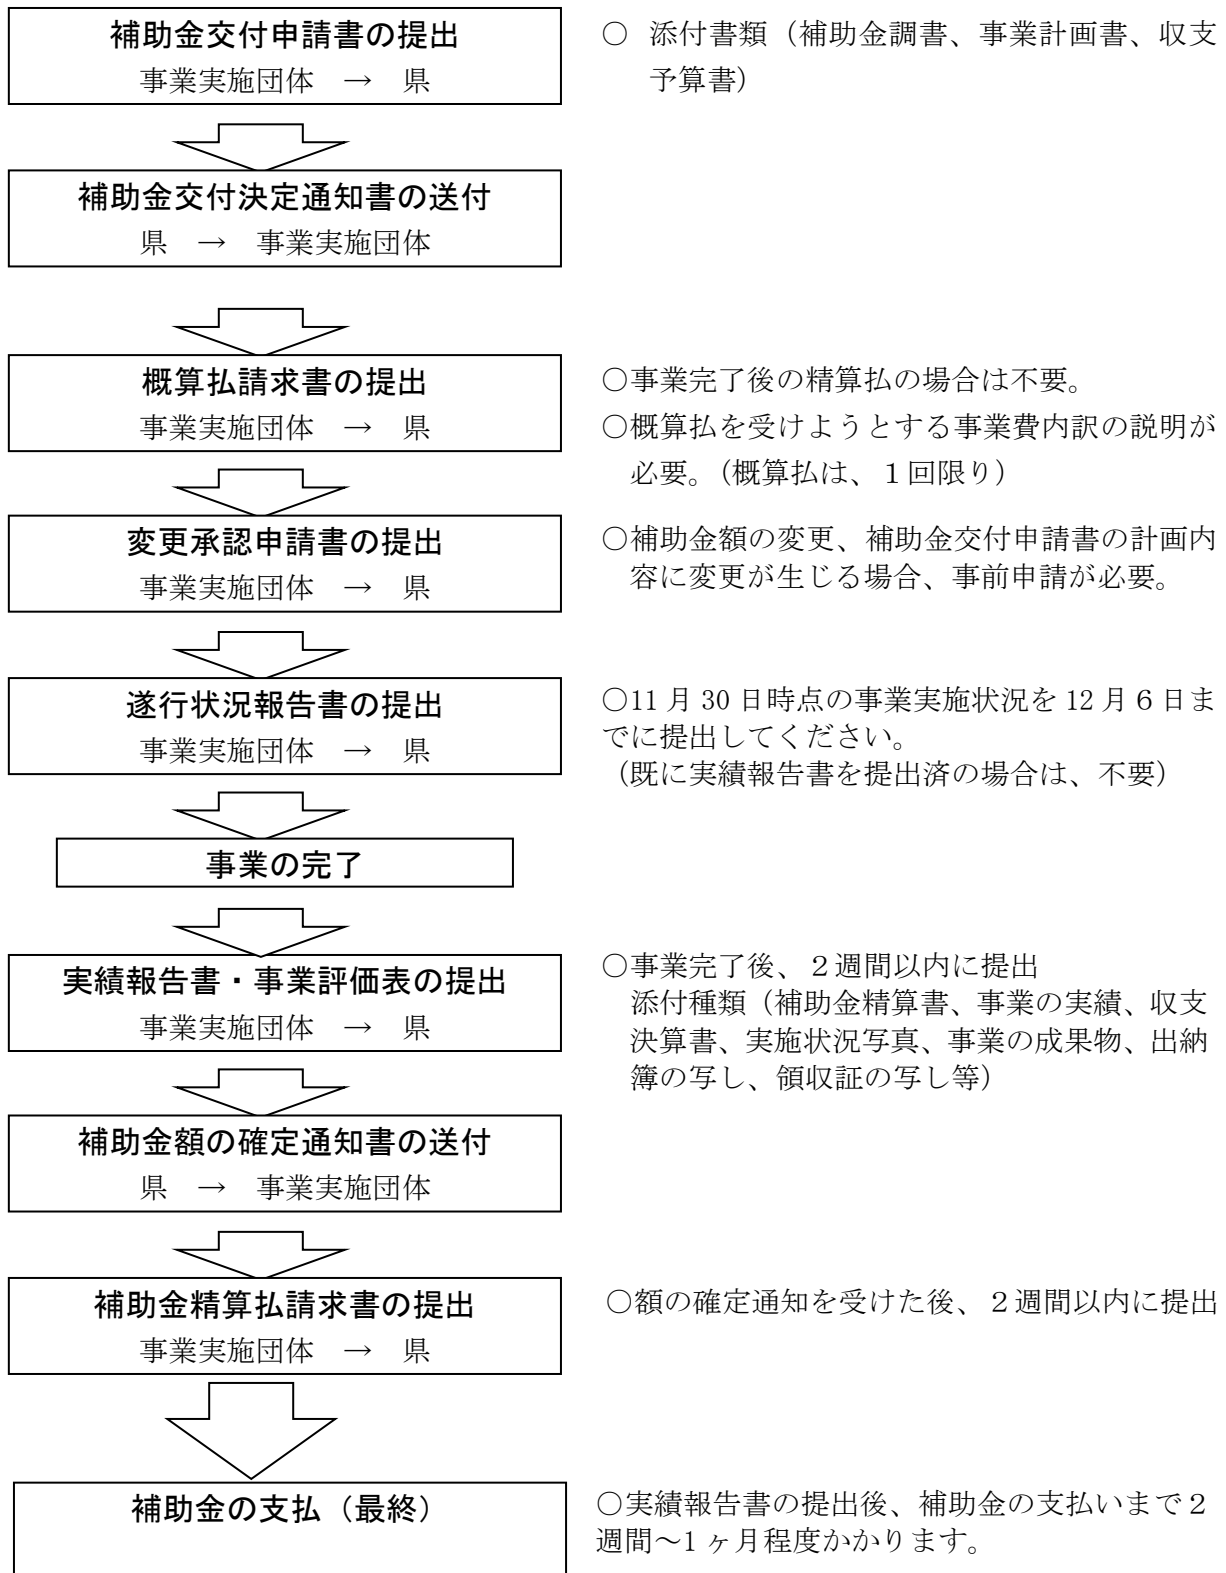 補助金交付申請書の提出
事業実施団体 → 県
○ 添付書類（補助金調書、事業計画書、収支
予算書）
補助金交付決定通知書の送付
県 → 事業実施団体
概算払請求書の提出
事業実施団体 → 県
○事業完了後の精算払の場合は不要。
○概算払を受けようとする事業費内訳の説明が
必要。（概算払は、１回限り）
変更承認申請書の提出
事業実施団体 → 県
○補助金額の変更、補助金交付申請書の計画内
容に変更が生じる場合、事前申請が必要。
遂行状況報告書の提出
事業実施団体 → 県
○11 月 30 日時点の事業実施状況を 12 月６日ま
でに提出してください。
（既に実績報告書を提出済の場合は、不要）
事業の完了
実績報告書・事業評価表の提出
事業実施団体 → 県
○事業完了後、２週間以内に提出
添付種類（補助金精算書、事業の実績、収支
決算書、実施状況写真、事業の成果物、出納
簿の写し、領収証の写し等）
補助金額の確定通知書の送付
県 → 事業実施団体
補助金精算払請求書の提出
事業実施団体 → 県
○額の確定通知を受けた後、２週間以内に提出
補助金の支払（最終）
○実績報告書の提出後、補助金の支払いまで２
週間～1 ヶ月程度かかります。